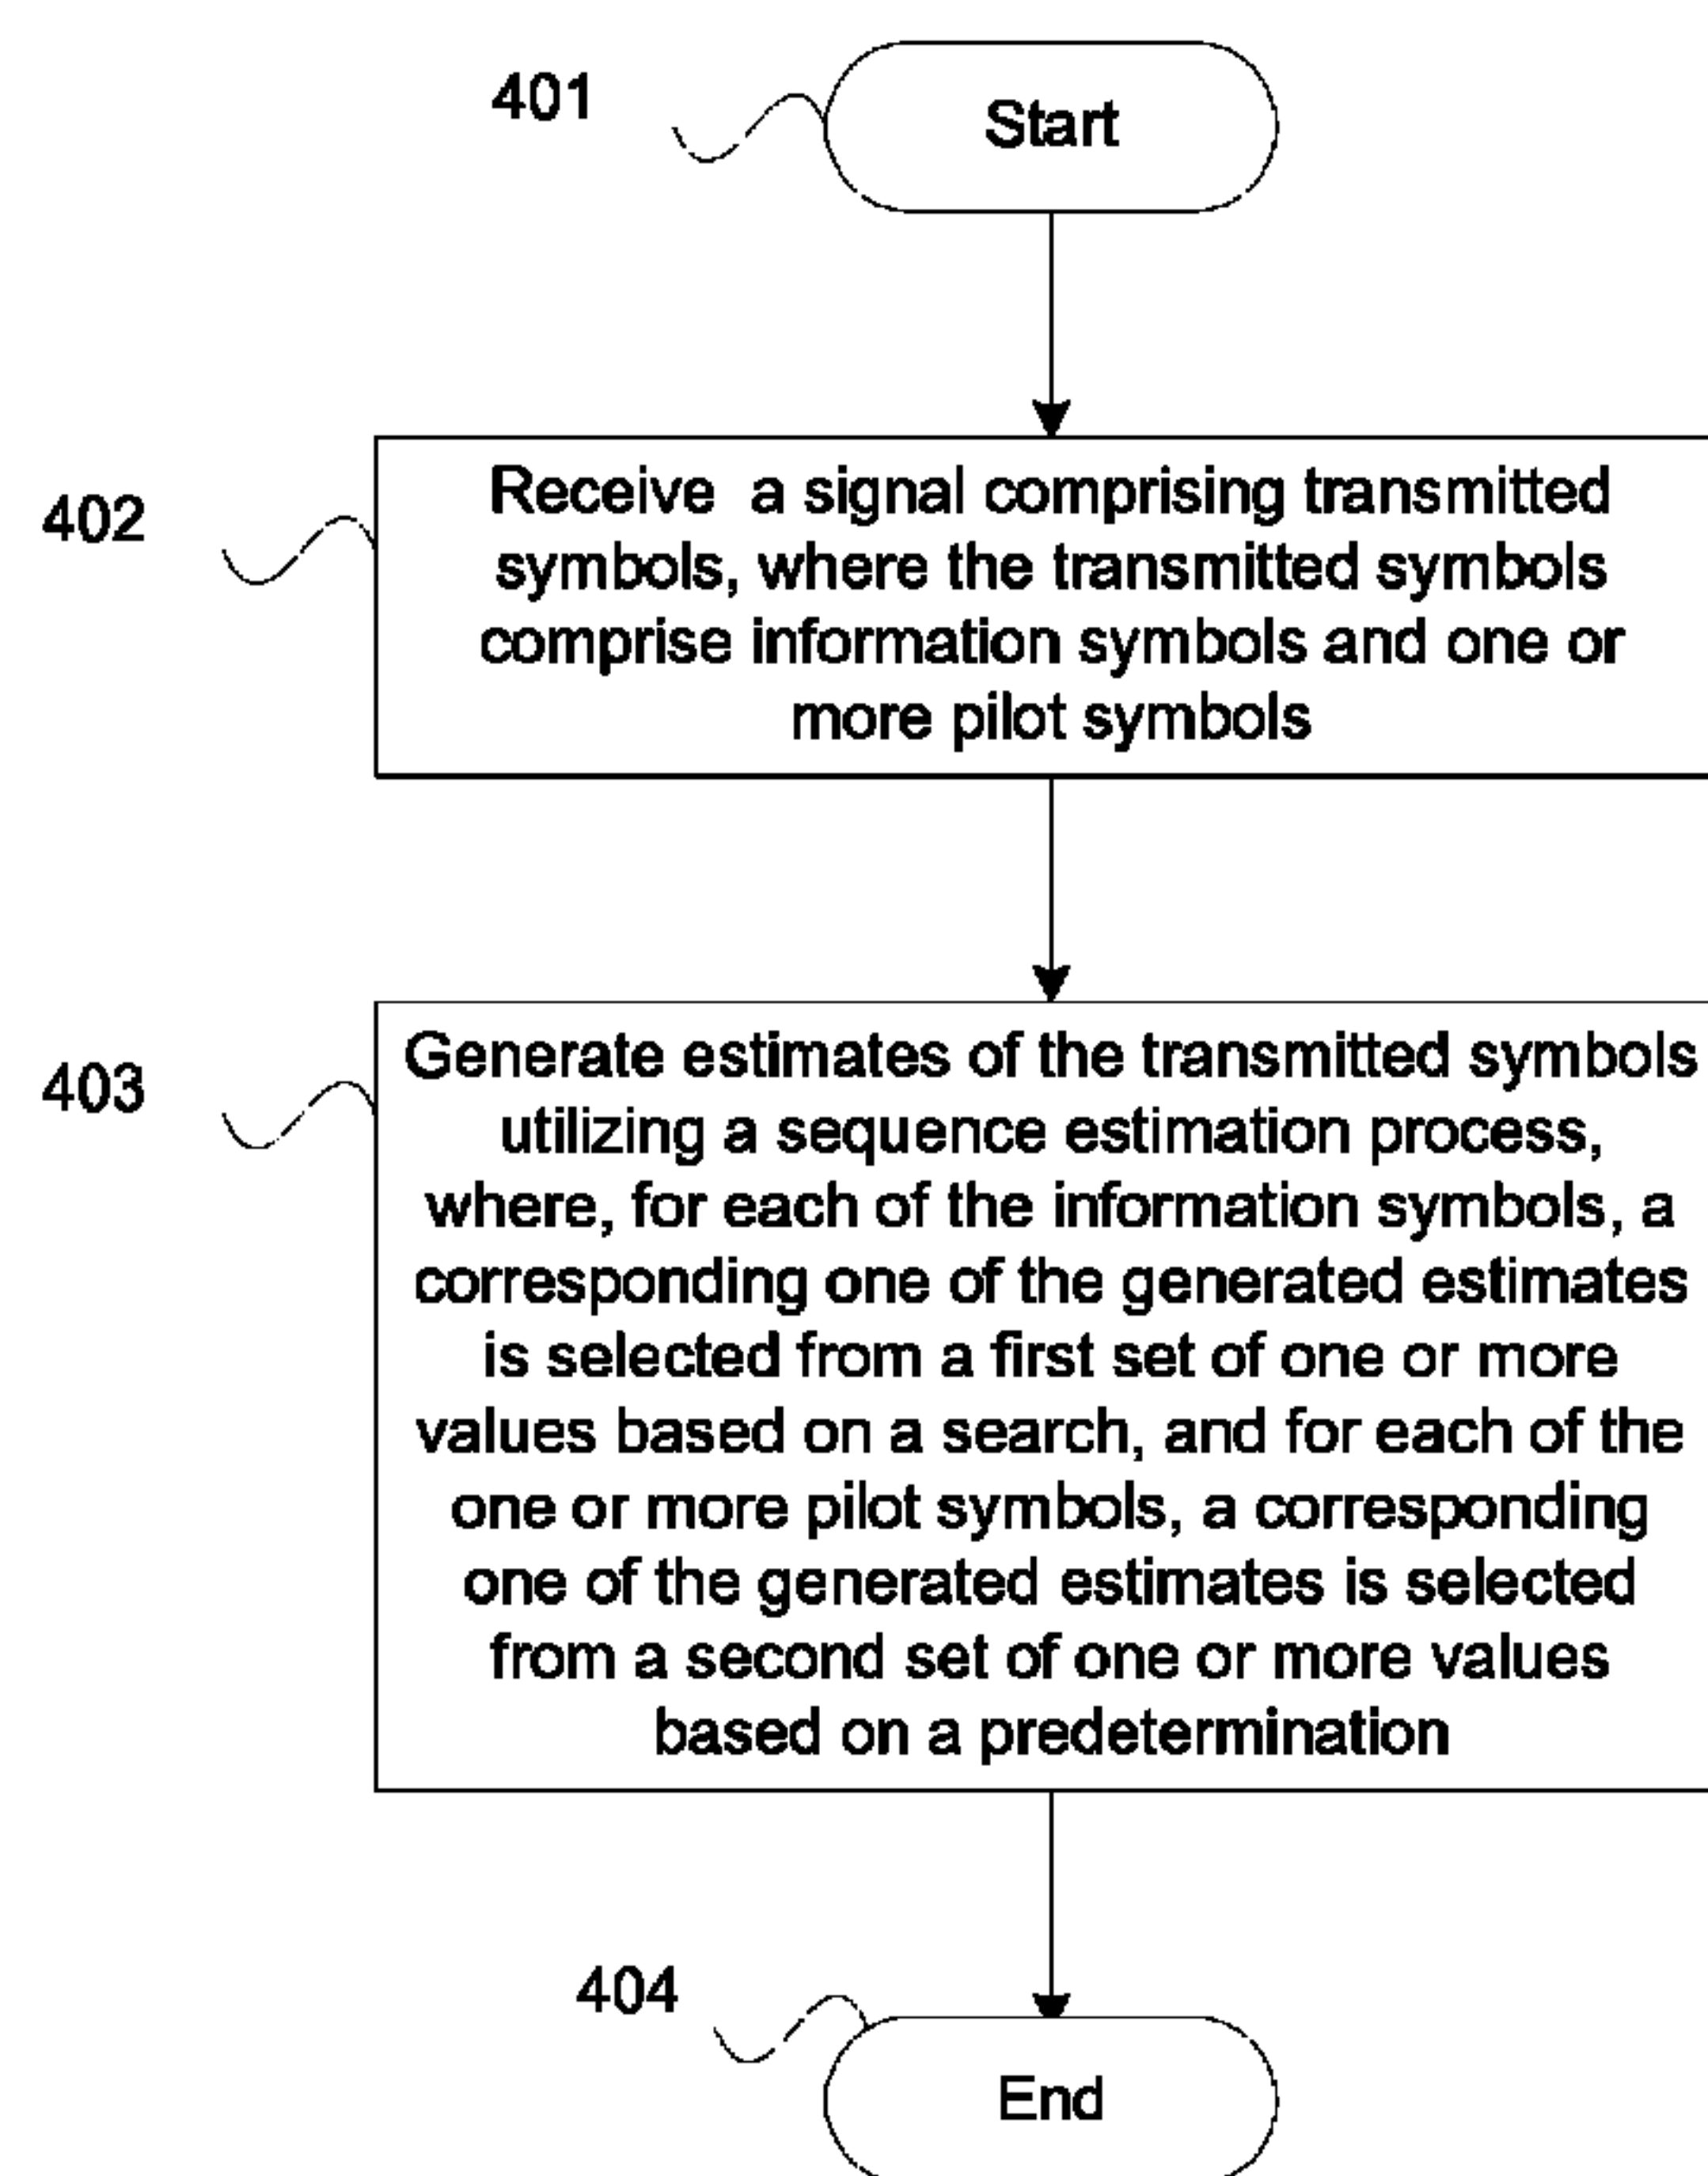 401
Start
402
Receive a signal comprising transmitted
symbols, where the transmitted symbols
comprise information symbols and one or
more pilot symbols
403
Generate estimates of the transmitted symbols
utilizing a sequence estimation process,
where, for each of the information symbols, a
corresponding one of the generated estimates
is selected from a first set of one or more
values based on a search, and for each of the
one or more pilot symbols, a corresponding
one of the generated estimates is selected
from a second set of one or more values
based on a predetermination
404
End